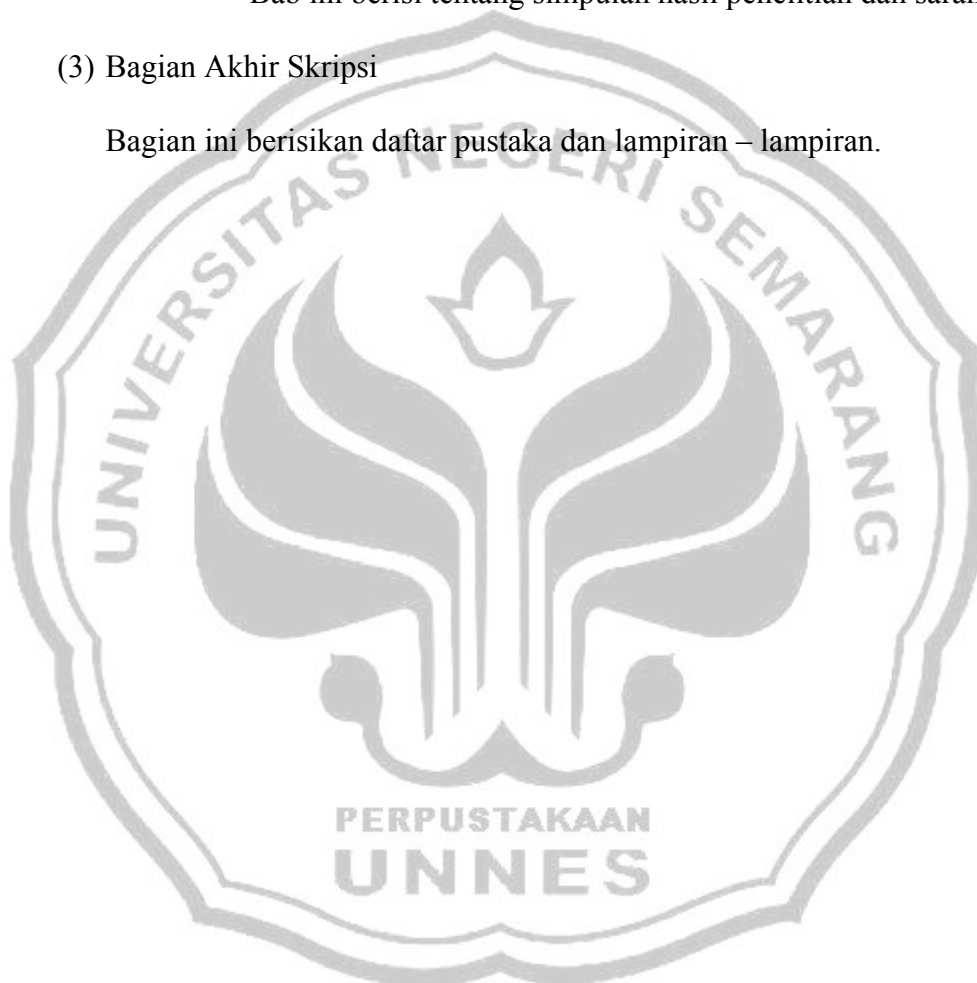 Bab ini berisi tentang simpulan hasil penelitian dan saran
(3) Bagian Akhir Skripsi
Bagian ini berisikan daftar pustaka dan lampiran – lampiran.
UNIVERSITAS NEGERI SEMARANG
PERPUSTAKAAN
UNNES